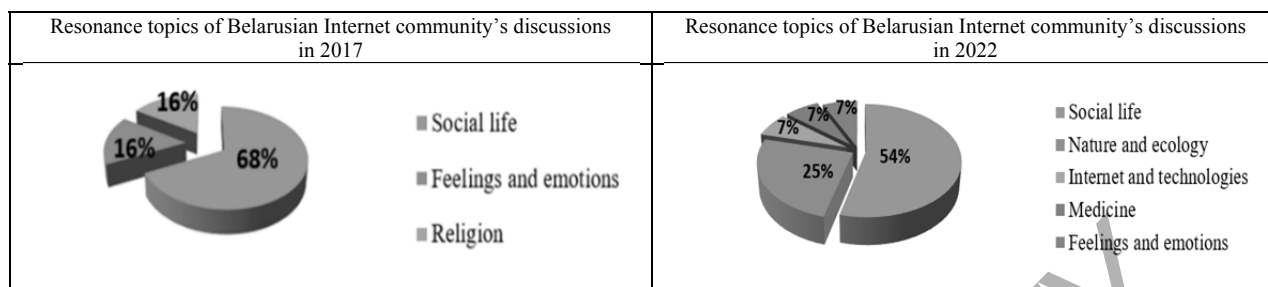 Resonance topics of Belarusian Internet community’s discussions
in 2017
Resonance topics of Belarusian Internet community’s discussions
in 2022
16%
16%
68%
Social life
Feelings and emotions
Religion
7%
7%
7%
54%
25%
Social life
Nature and ecology
Internet and technologies
Medicine
Feelings and emotions